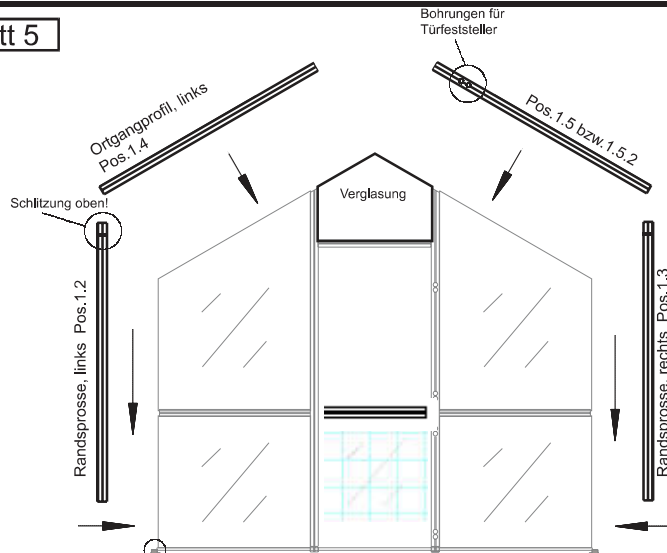 tt 5
Bohrungen für
Türfeststeller
Ortgangprofil, links
Pos.1.4
Pos.1.5 bzw.1.5.2
Verglasung
Schlitzung oben!
Randsprosse, links Pos.1.2
Randsprosse, rechts Pos.1.3